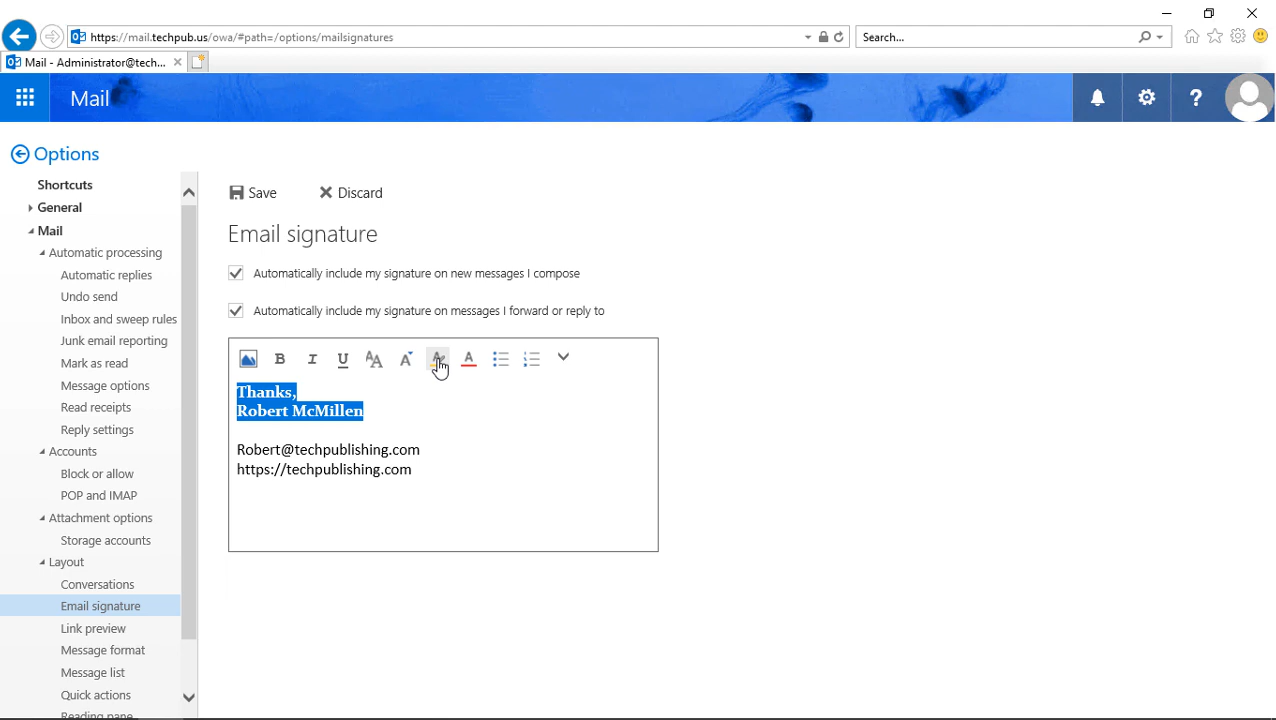 https://mail.techpub.us/owa/#path=/options/mailsignatures
Search...
Mail - Administrator@tech...
Mail
?
Options
Shortcuts
General
Mail
Automatic processing
Automatic replies
Undo send
Inbox and sweep rules
Junk email reporting
Mark as read
Message options
Read receipts
Reply settings
Accounts
Block or allow
POP and IMAP
Attachment options
Storage accounts
Layout
Conversations
Email signature
Link preview
Message format
Message list
Quick actions
Reading pane
Save
Discard
Email signature
Automatically include my signature on new messages I compose
Automatically include my signature on messages I forward or reply to
B I U AA A A A
Thanks,
Robert McMillen
Robert@techpublishing.com
https://techpublishing.com